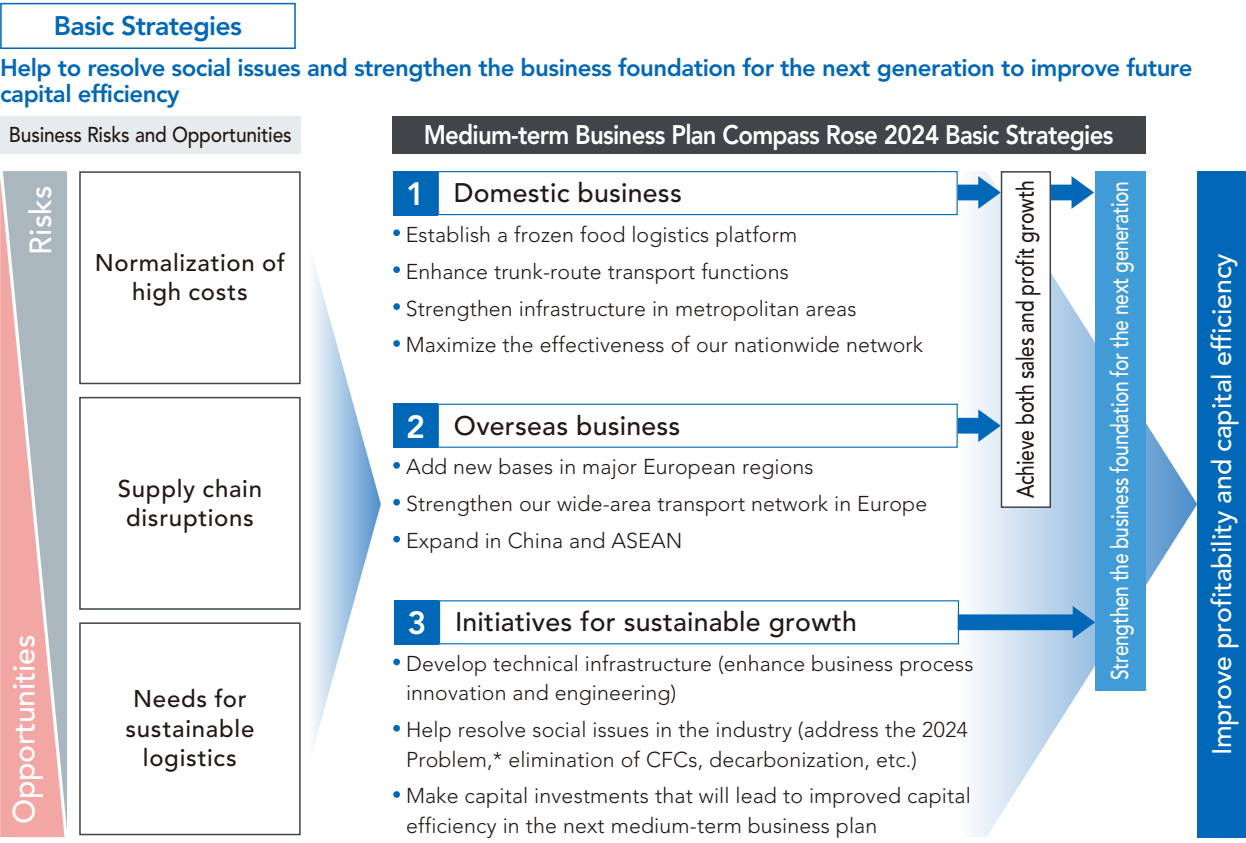 Basic Strategies
Help to resolve social issues and strengthen the business foundation for the next generation to improve future
capital efficiency
Business Risks and Opportunities
Risks
Opportunities
Normalization of
high costs
Supply chain
disruptions
Needs for
sustainable
logistics
Medium-term Business Plan Compass Rose 2024 Basic Strategies
1 Domestic business
• Establish a frozen food logistics platform
• Enhance trunk-route transport functions
• Strengthen infrastructure in metropolitan areas
• Maximize the effectiveness of our nationwide network
2 Overseas business
• Add new bases in major European regions
• Strengthen our wide-area transport network in Europe
• Expand in China and ASEAN
3 Initiatives for sustainable growth
• Develop technical infrastructure (enhance business process
innovation and engineering)
• Help resolve social issues in the industry (address the 2024
Problem,* elimination of CFCs, decarbonization, etc.)
• Make capital investments that will lead to improved capital
efficiency in the next medium-term business plan
Achieve both sales and profit growth
Strengthen the business foundation for the next generation
Improve profitability and capital efficiency